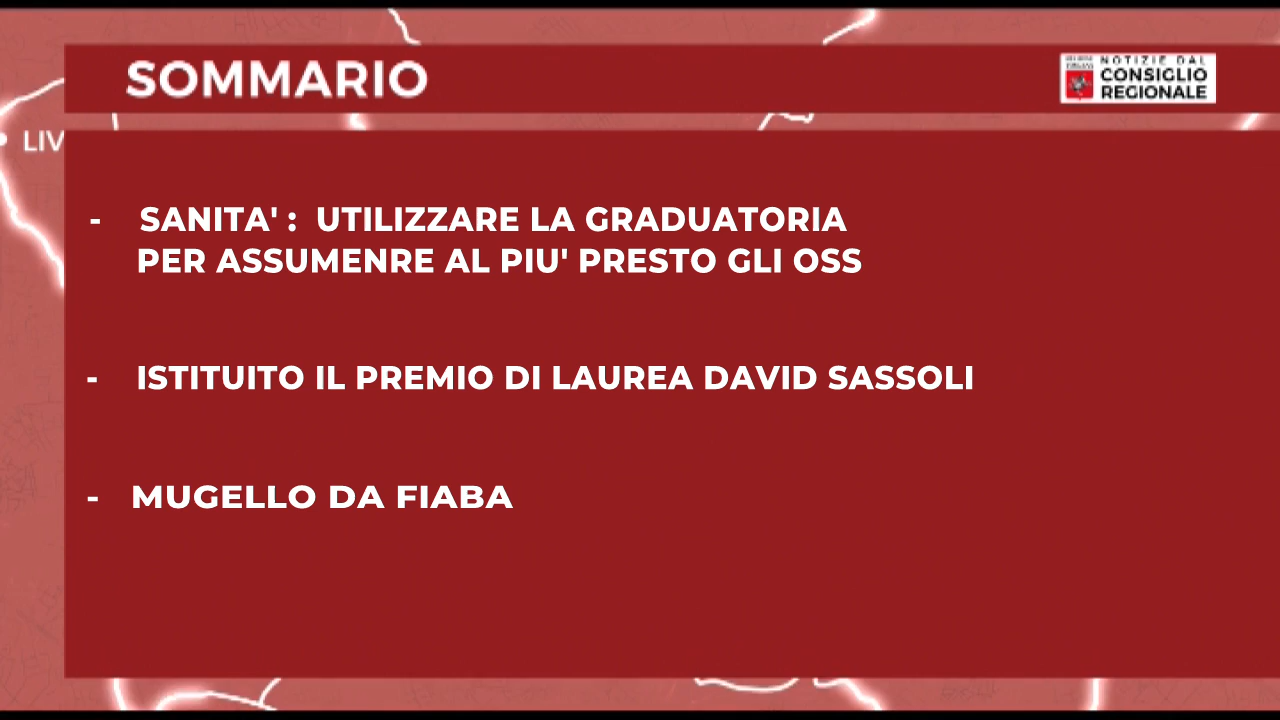 SOMMARIO
NOTIZIE DAL
CONSIGLIO
REGIONALE
LIV
- SANITA' : UTILIZZARE LA GRADUATORIA
PER ASSUMENRE AL PIU' PRESTO GLI OSS
- ISTITUITO IL PREMIO DI LAUREA DAVID SASSOLI
- MUGELLO DA FIABA